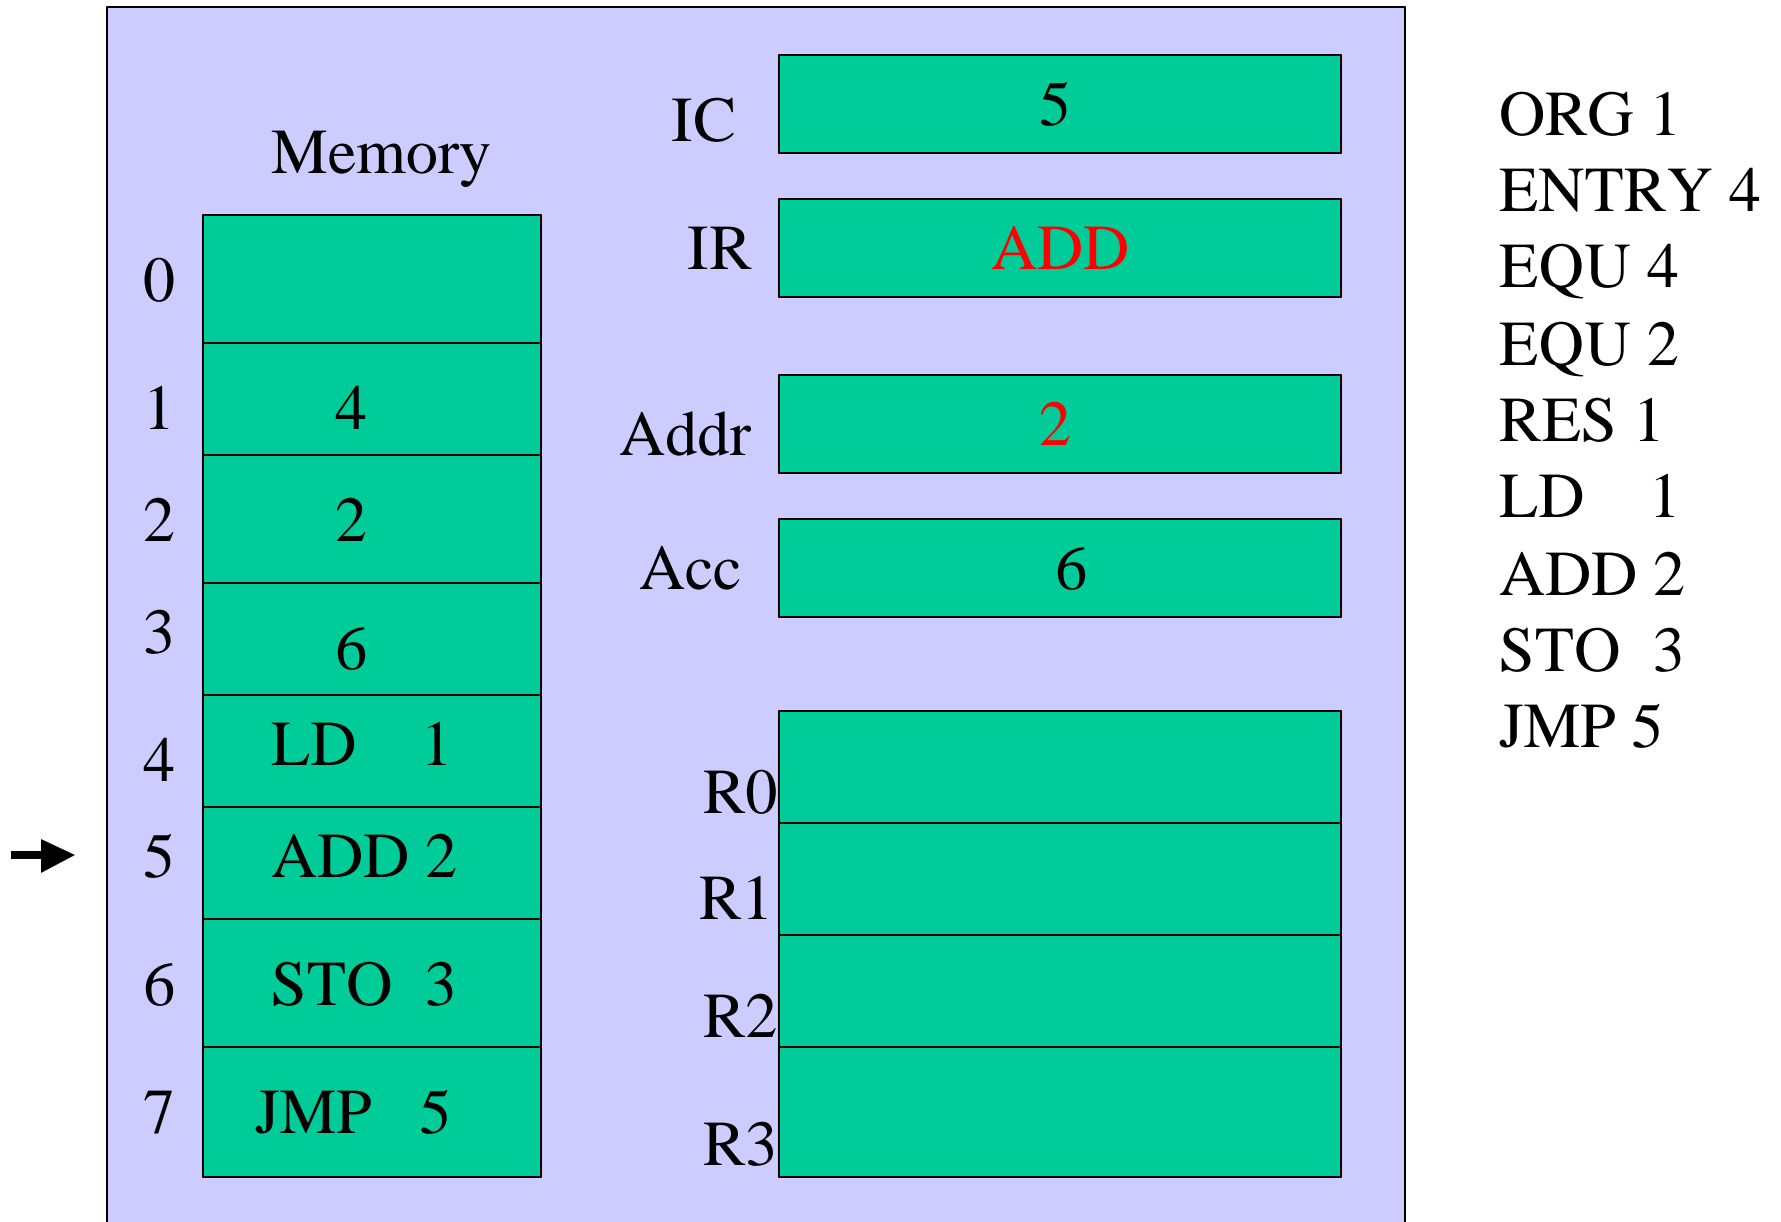 Memory
0
1 4
2 2
3 6
4 LD 1
5 ADD 2
6 STO 3
7 JMP 5
IC 5
IR ADD
Addr 2
Acc 6
R0
R1
R2
R3
ORG 1
ENTRY 4
EQU 4
EQU 2
RES 1
LD 1
ADD 2
STO 3
JMP 5